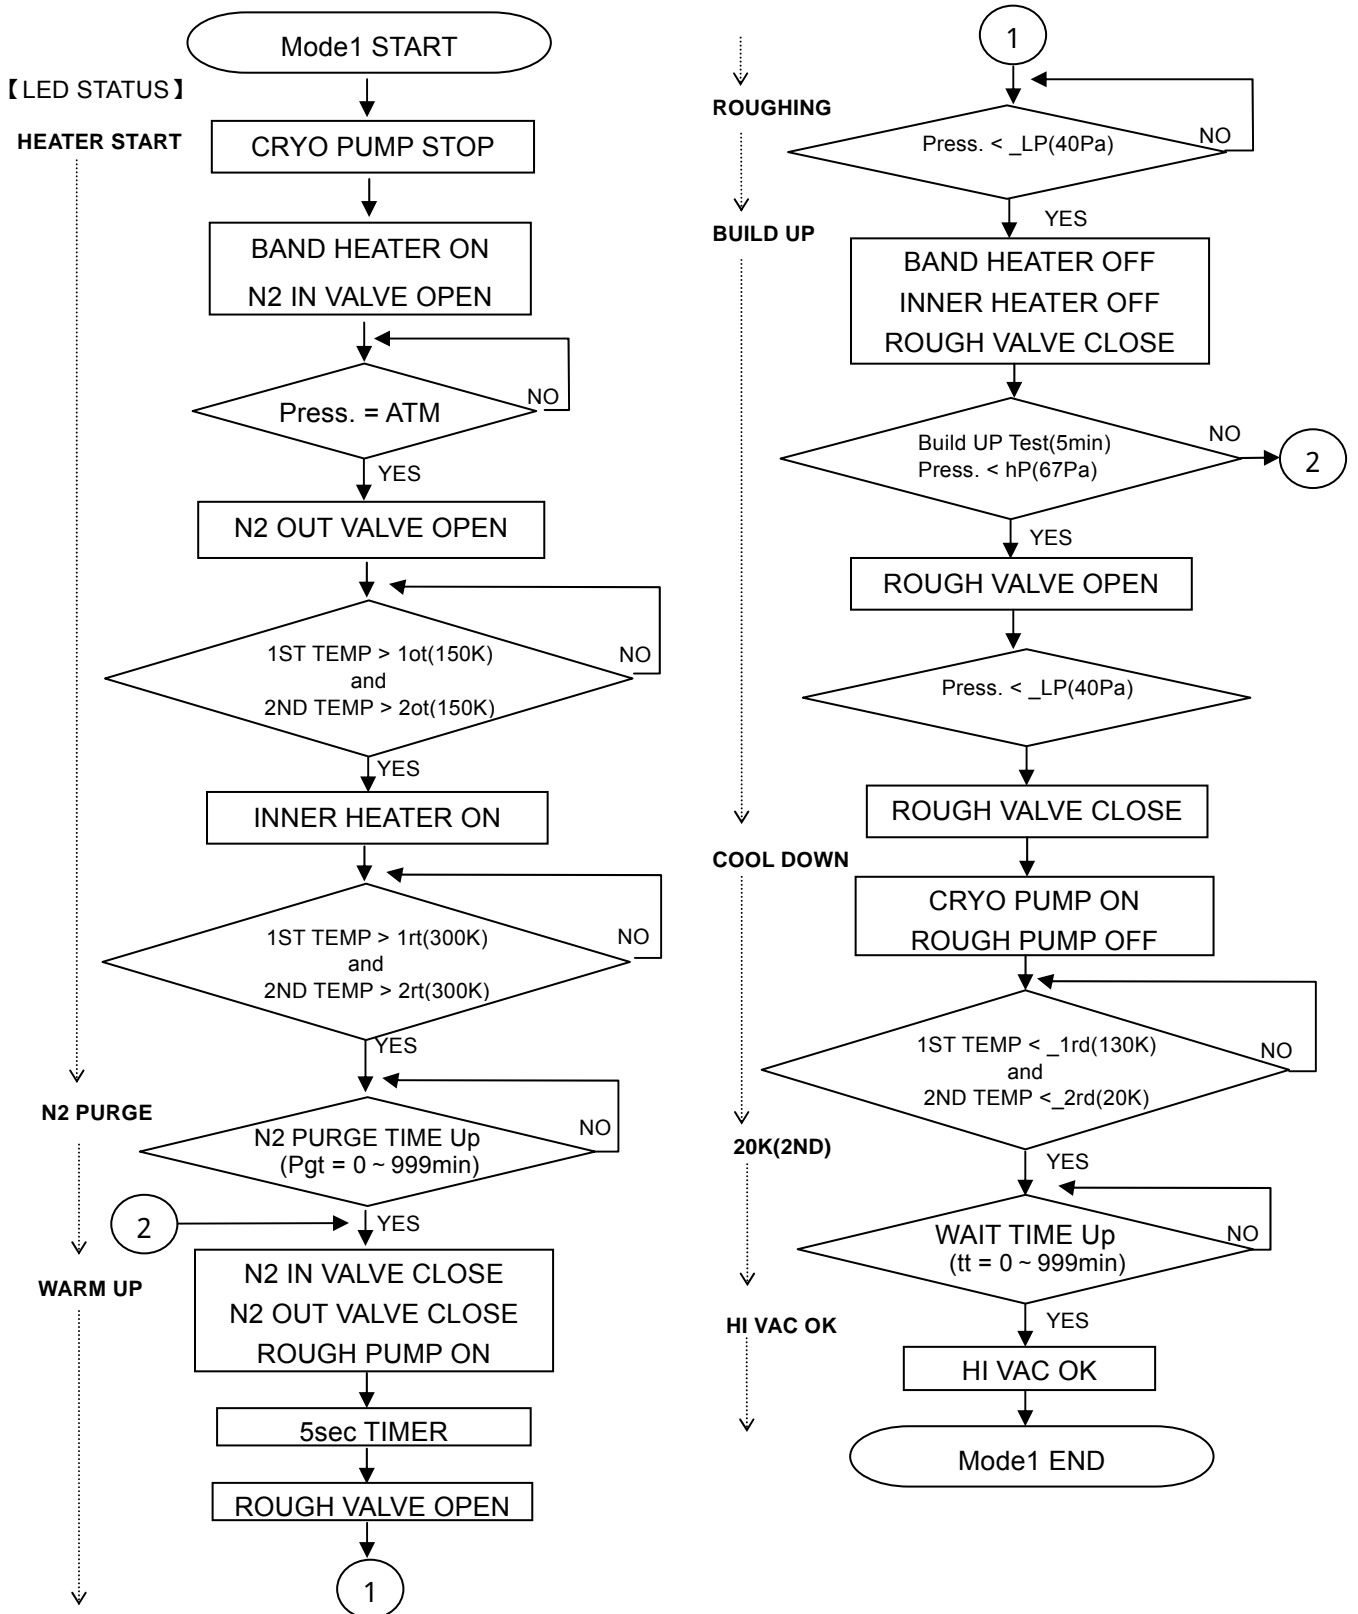 Mode1 START
【LED STATUS】
HEATER START
CRYO PUMP STOP
BAND HEATER ON
N2 IN VALVE OPEN
Press. = ATM
NO
YES
N2 OUT VALVE OPEN
1ST TEMP > 1ot(150K)
and
2ND TEMP > 2ot(150K)
NO
YES
INNER HEATER ON
1ST TEMP > 1rt(300K)
and
2ND TEMP > 2rt(300K)
NO
YES
N2 PURGE
N2 PURGE TIME Up
(Pgt = 0 ~ 999min)
NO
2
YES
WARM UP
N2 IN VALVE CLOSE
N2 OUT VALVE CLOSE
ROUGH PUMP ON
5sec TIMER
ROUGH VALVE OPEN
1
1
ROUGHING
Press. < _LP(40Pa)
NO
YES
BUILD UP
BAND HEATER OFF
INNER HEATER OFF
ROUGH VALVE CLOSE
Build UP Test(5min)
Press. < hP(67Pa)
NO
2
YES
ROUGH VALVE OPEN
Press. < _LP(40Pa)
ROUGH VALVE CLOSE
COOL DOWN
CRYO PUMP ON
ROUGH PUMP OFF
1ST TEMP < _1rd(130K)
and
2ND TEMP <_2rd(20K)
NO
20K(2ND)
YES
WAIT TIME Up
(tt = 0 ~ 999min)
NO
YES
HI VAC OK
HI VAC OK
Mode1 END